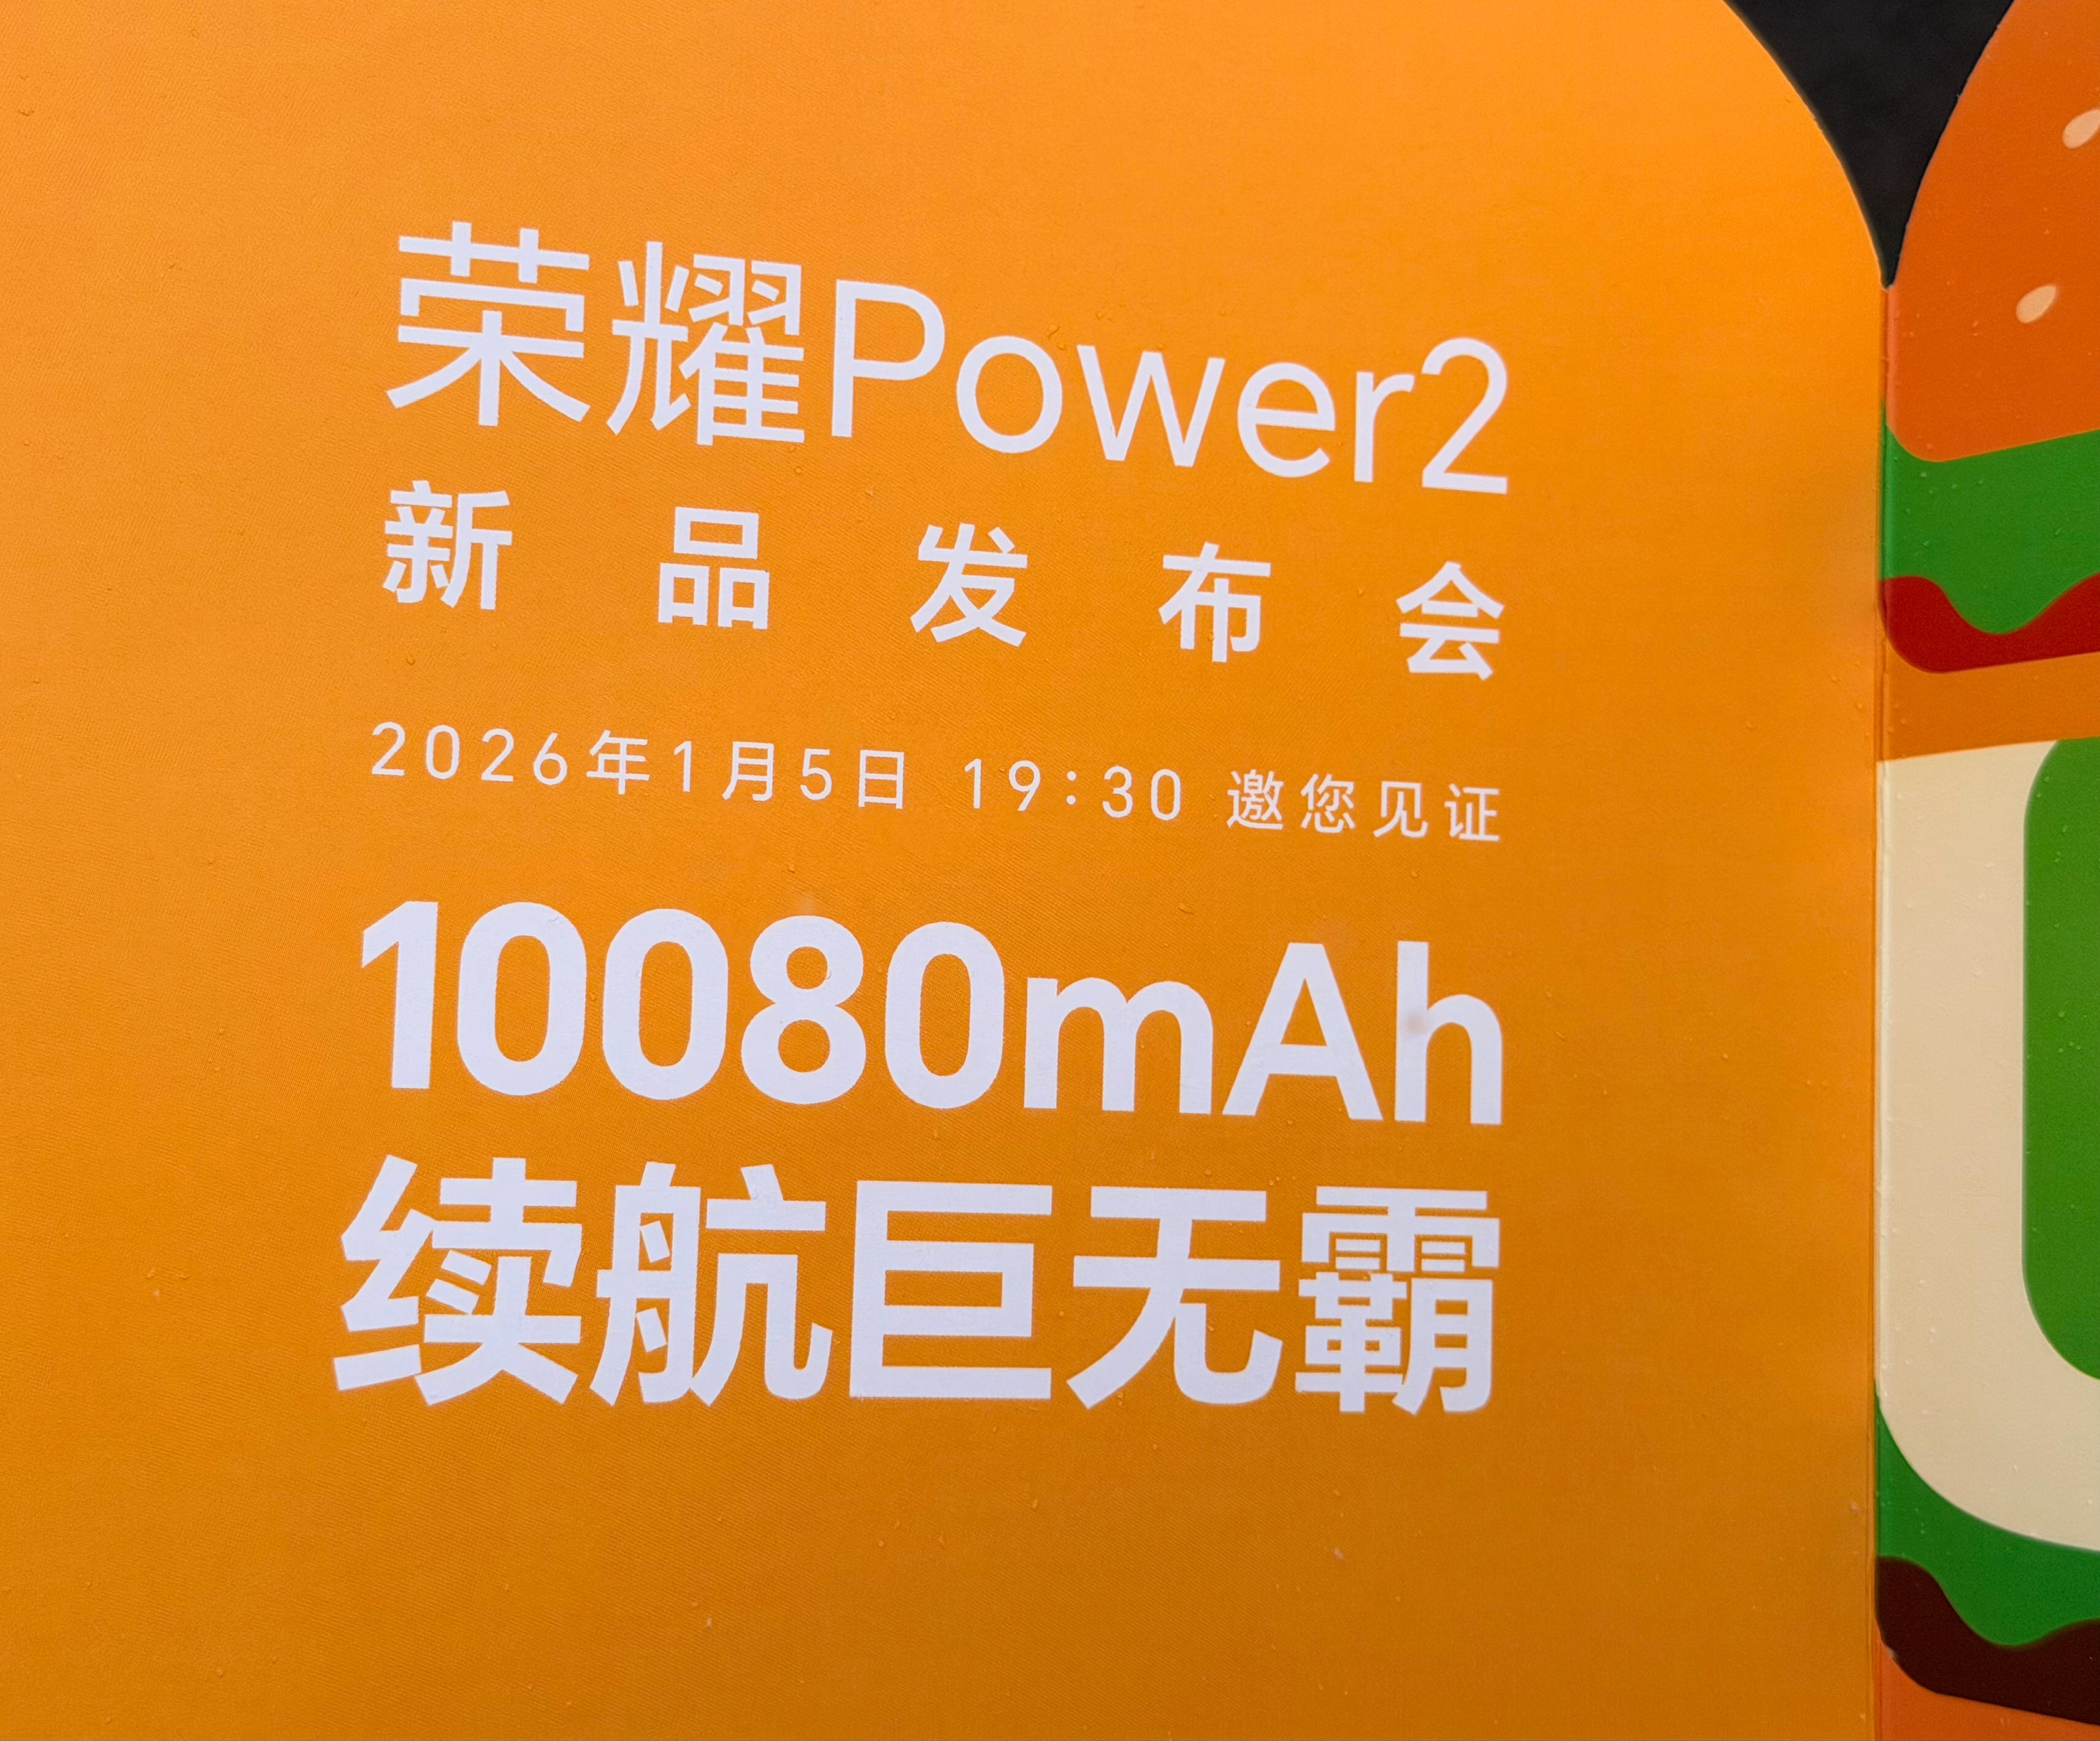 荣耀Power2
新品发布会
2026年1月5日 19:30 邀您见证
10080mAh
续航巨无霸